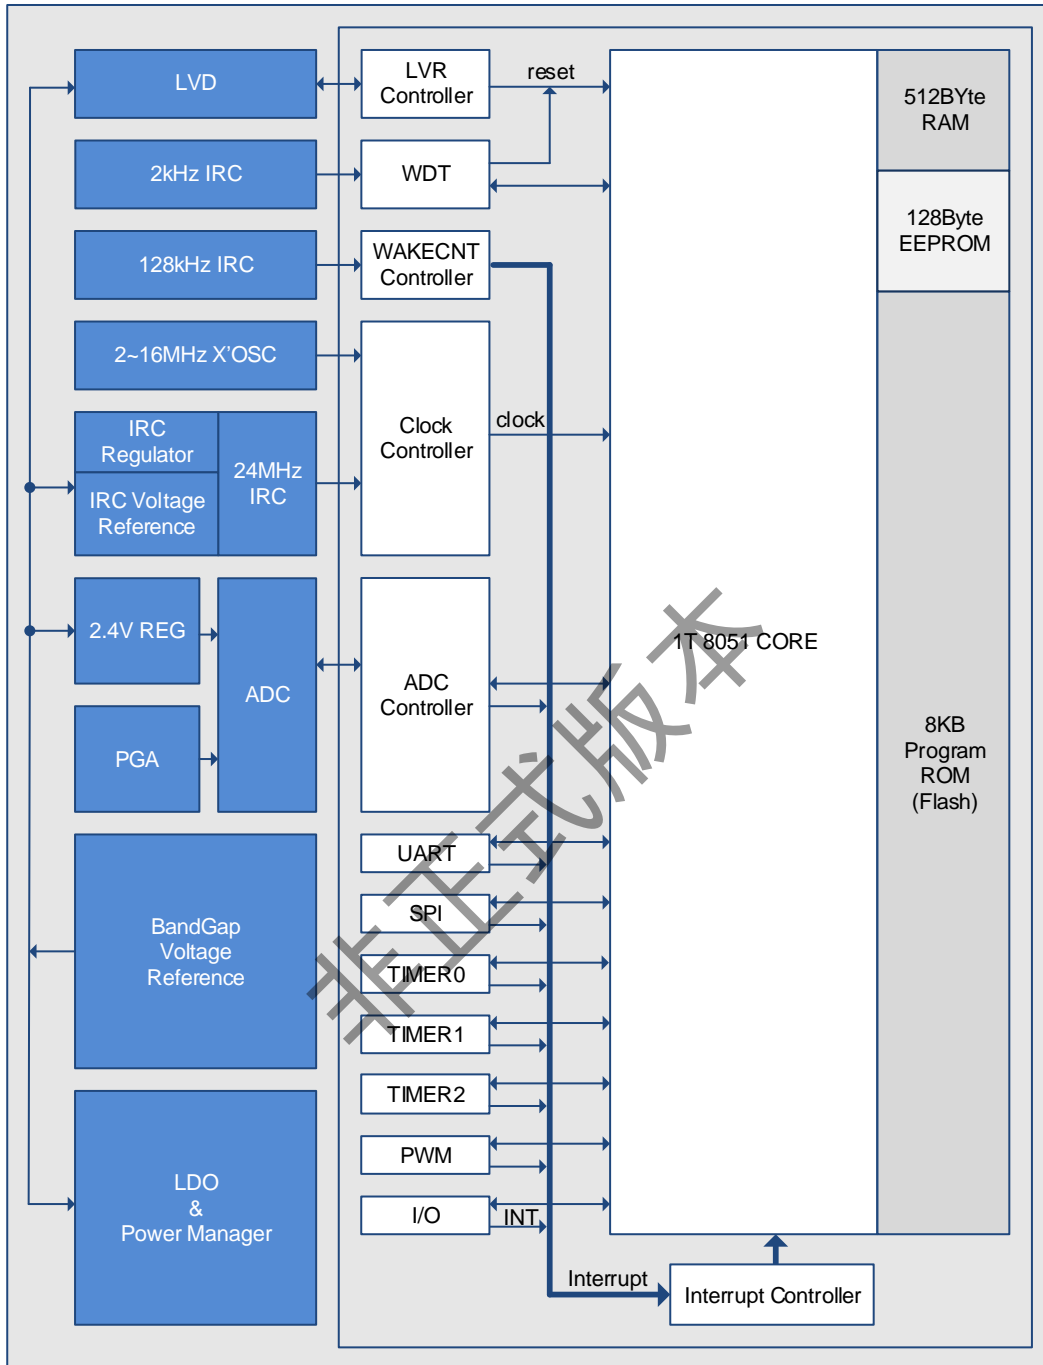 LVD
LVR
Controller
reset
512BYte
RAM
2kHz IRC
WDT
128Byte
EEPROM
128kHz IRC
WAKECNT
Controller
2~16MHz X'OSC
Clock
Controller
clock
IRC
Regulator
IRC Voltage
Reference
24MHz
IRC
2.4V REG
PGA
ADC
ADC
Controller
1T 8051 CORE
8KB
Program
ROM
(Flash)
UART
SPI
TIMER0
TIMER1
TIMER2
PWM
I/O
INT
BandGap
Voltage
Reference
LDO
&
Power Manager
Interrupt
Interrupt Controller
非正式版本